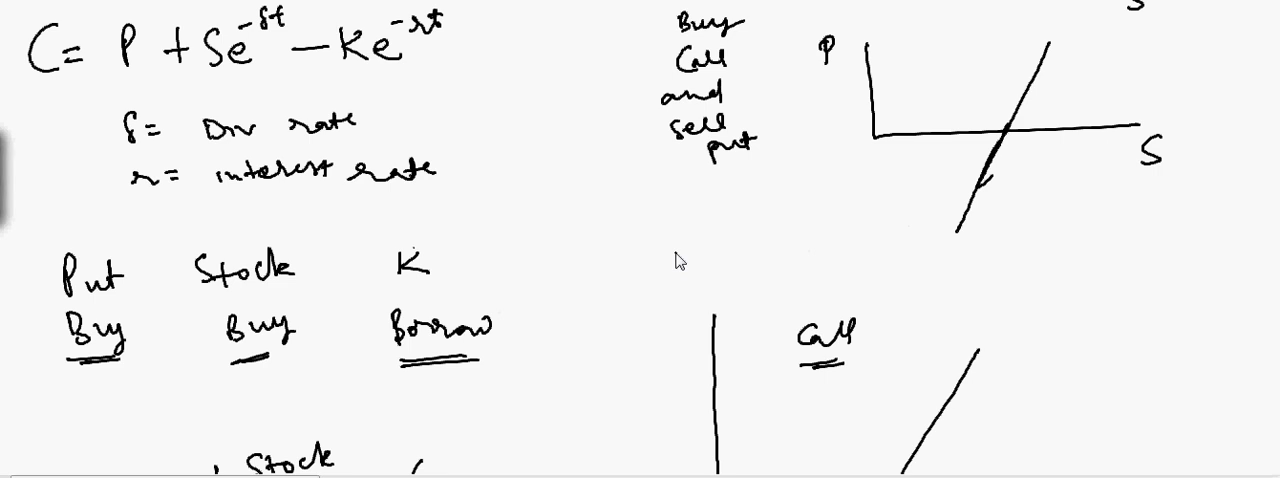 C = P + Se^-δt - Ke^-rt
δ = Div rate
r = interest rate
Put Stock K
Buy Buy Borrow
Stock
Buy
Call
and
sell
put
P
S
Call